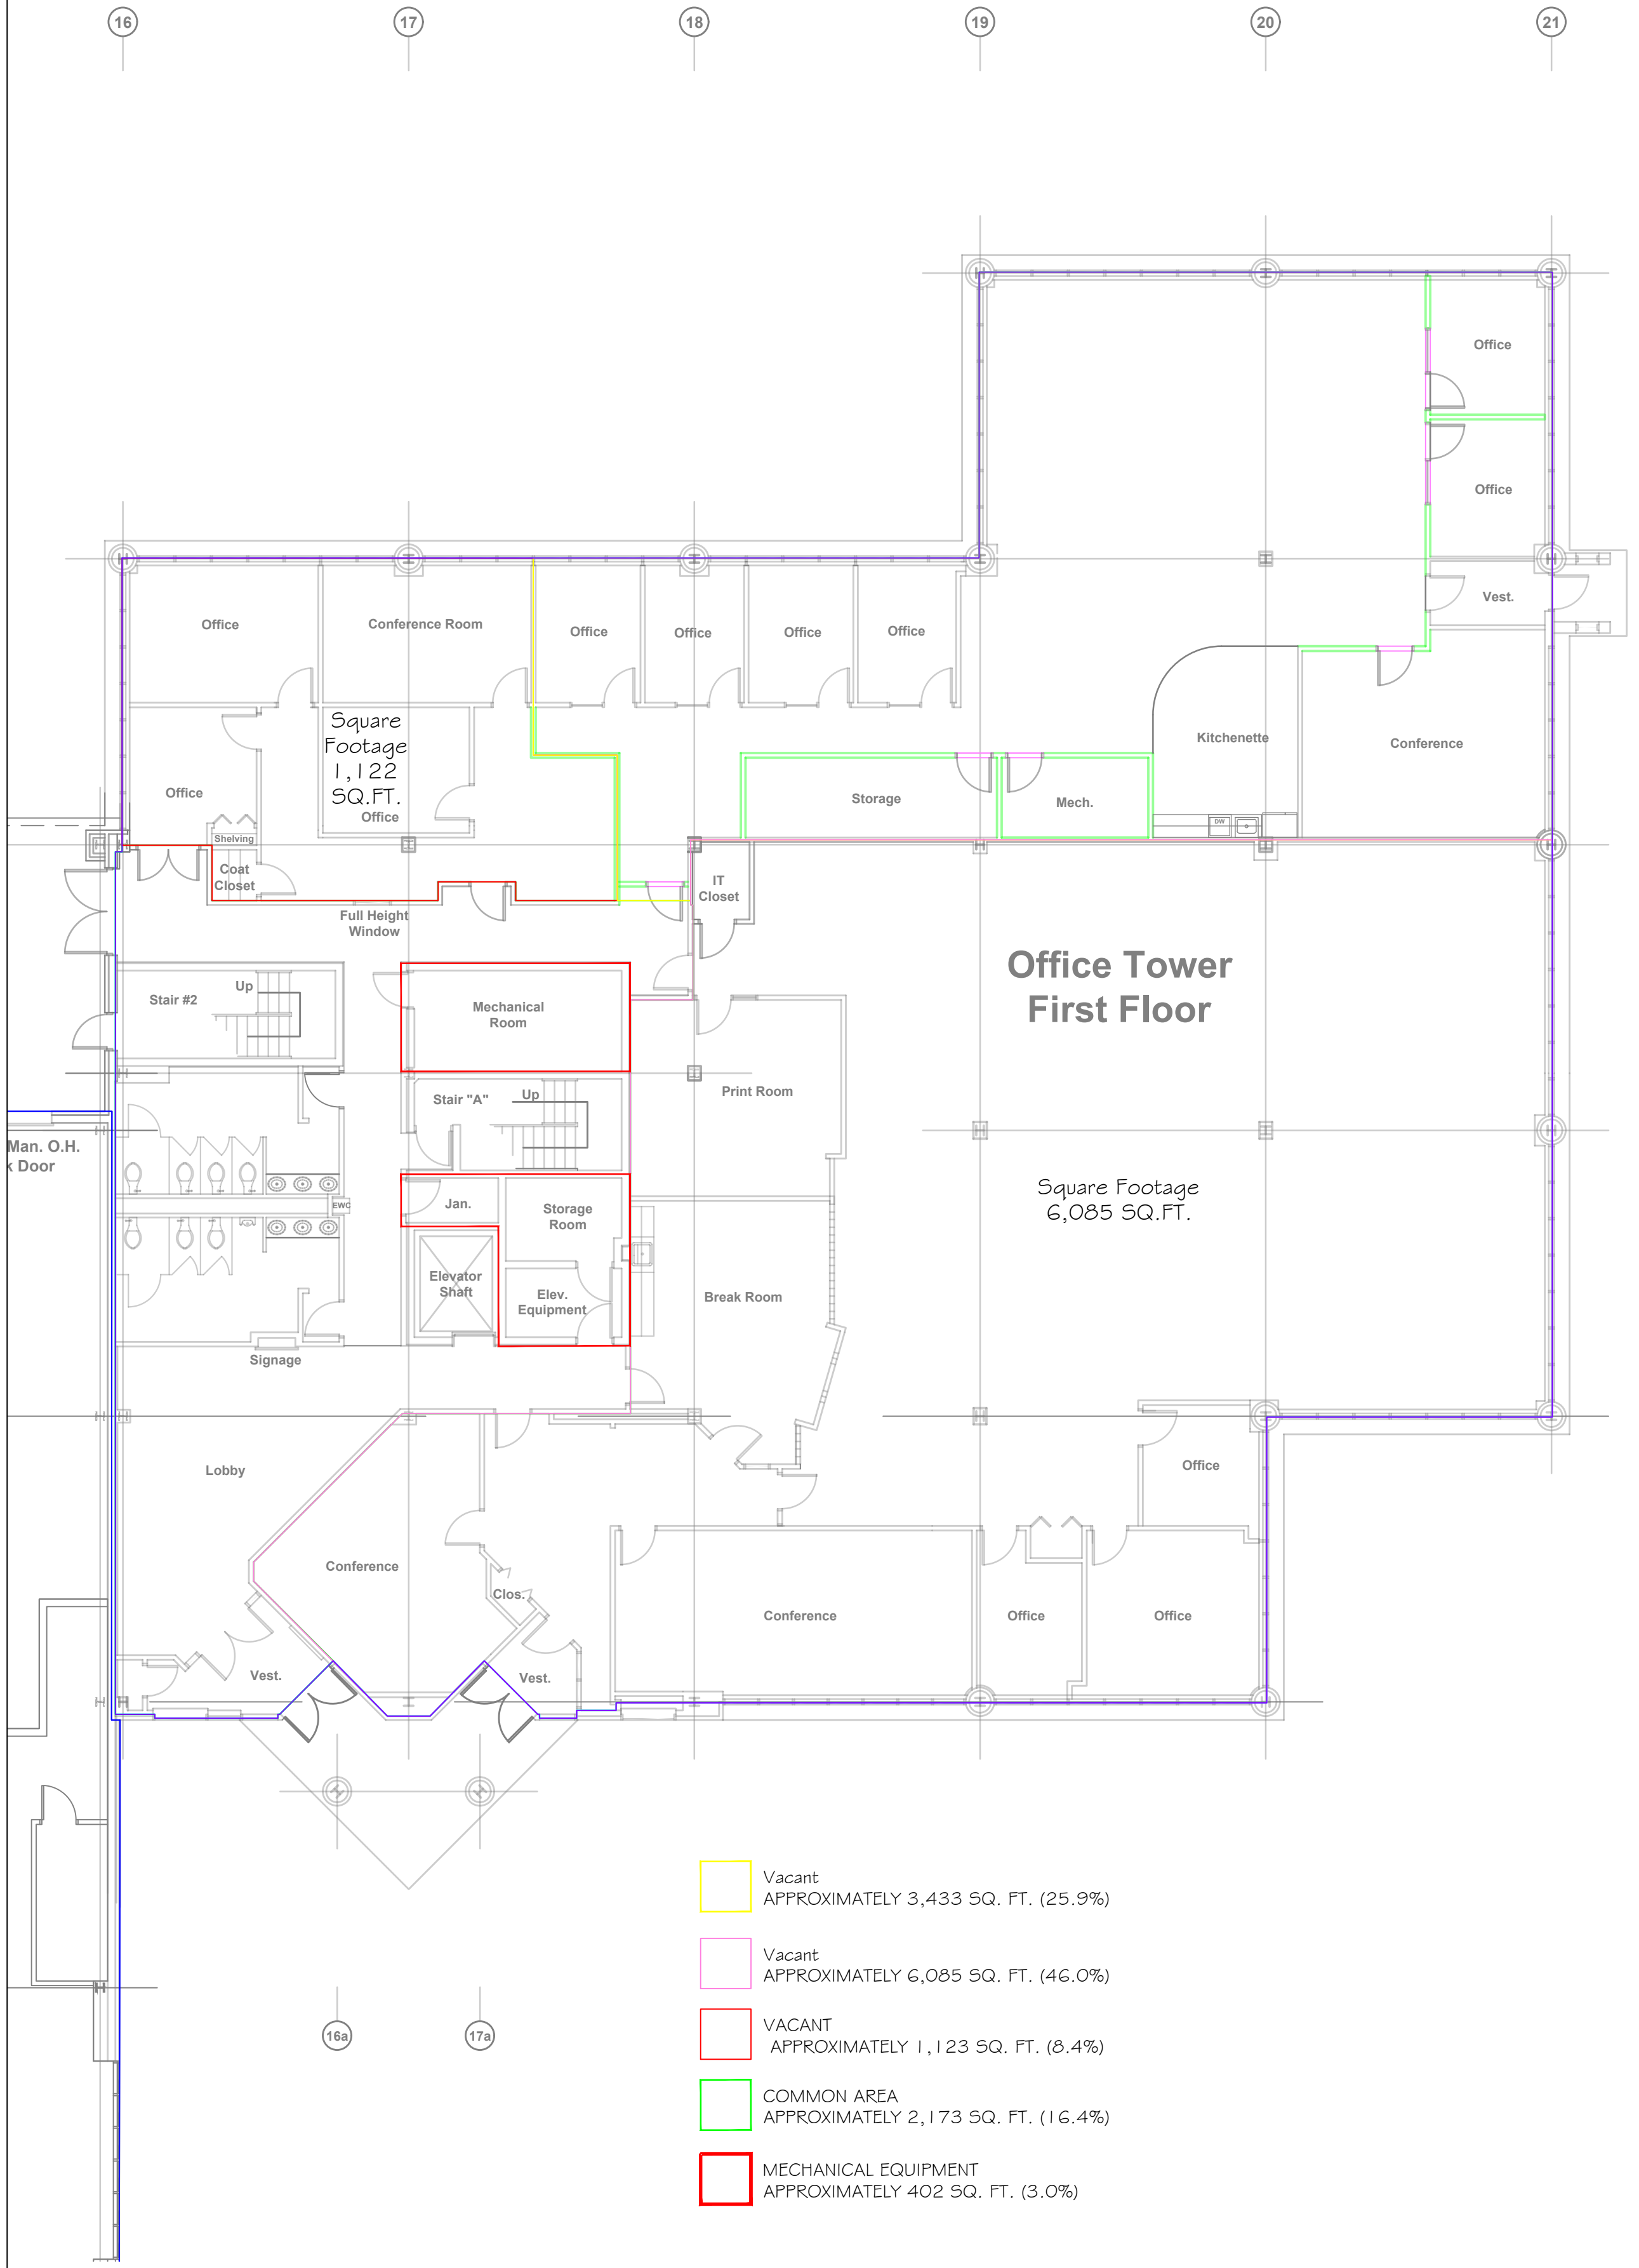 16
17
18
19
20
21
Office
Office
Vest.
Office
Conference Room
Office
Office
Office
Office
Square
Footage
1,122
SQ.FT.
Office
Office
Shelving
Coat
Closet
Full Height
Window
Storage
Mech.
Kitchenette
DW
Conference
IT
Closet
Office Tower
First Floor
Stair #2
Up
Mechanical
Room
Stair "A"
Up
Print Room
Man. O.H.
k Door
EWC
Jan.
Storage
Room
Square Footage
6,085 SQ.FT.
Elevator
Shaft
Elev.
Equipment
Break Room
Signage
Lobby
Office
Conference
Clos.
Conference
Office
Office
Vest.
Vest.
16a
17a
Vacant
APPROXIMATELY 3,433 SQ. FT. (25.9%)
Vacant
APPROXIMATELY 6,085 SQ. FT. (46.0%)
VACANT
APPROXIMATELY 1,123 SQ. FT. (8.4%)
COMMON AREA
APPROXIMATELY 2,173 SQ. FT. (16.4%)
MECHANICAL EQUIPMENT
APPROXIMATELY 402 SQ. FT. (3.0%)